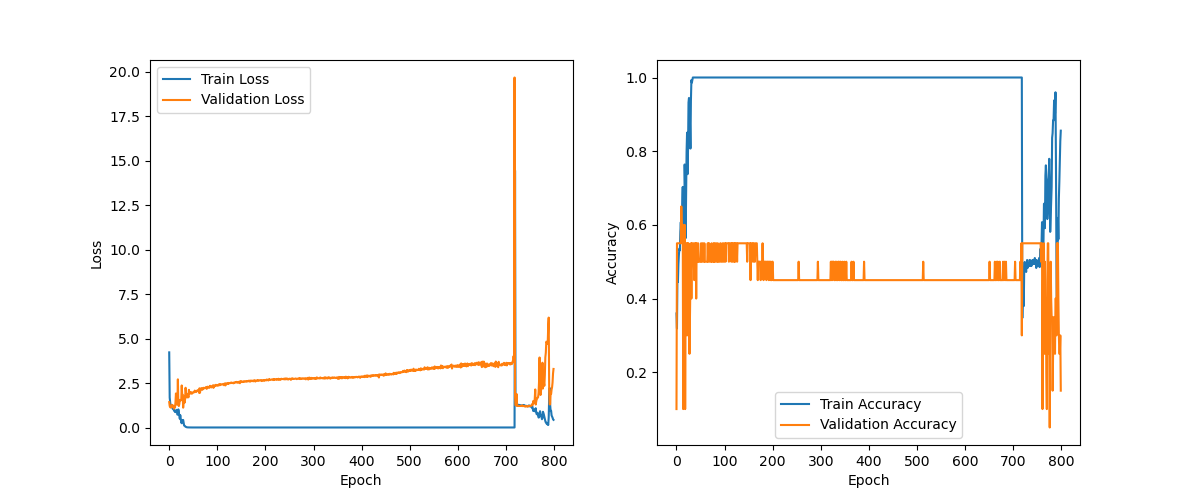 Train Loss
Validation Loss
20.0
17.5
15.0
12.5
10.0
7.5
5.0
2.5
0.0
Loss
0 100 200 300 400 500 600 700 800
Epoch
1.0
0.8
0.6
0.4
0.2
Accuracy
Train Accuracy
Validation Accuracy
0 100 200 300 400 500 600 700 800
Epoch